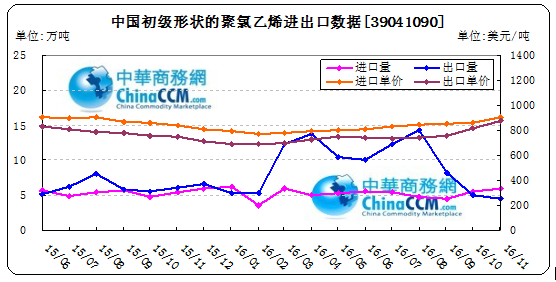 中国初级形状的聚氯乙烯进出口数据[39041090]
单位:万吨
单位:美元/吨
进口量
出口量
进口单价
出口单价
中華商務網
ChinaCCM.com
China Commodity Marketplace
中華商務網
ChinaCCM.com
China Commodity Marketplace
25
20
15
10
5
0
1400
1200
1000
800
600
400
200
0
15/06
15/07
15/08
15/09
15/10
15/11
15/12
16/01
16/02
16/03
16/04
16/05
16/06
16/07
16/08
16/09
16/10
16/11